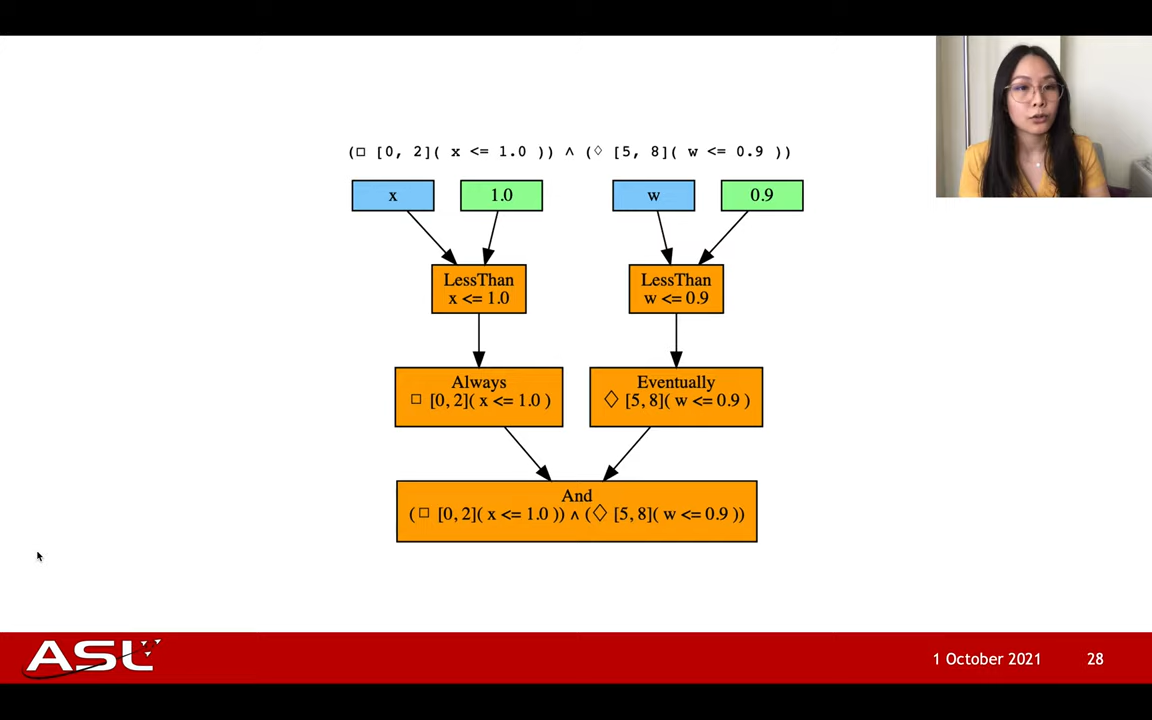 (□ [0, 2]( x <= 1.0 )) ∧ (♢ [5, 8]( w <= 0.9 ))
x
1.0
w
0.9
LessThan
x <= 1.0
LessThan
w <= 0.9
Always
□ [0, 2]( x <= 1.0 )
Eventually
♢ [5, 8]( w <= 0.9 )
And
(□ [0, 2]( x <= 1.0 )) ∧ (♢ [5, 8]( w <= 0.9 ))
ASL
1 October 2021
28